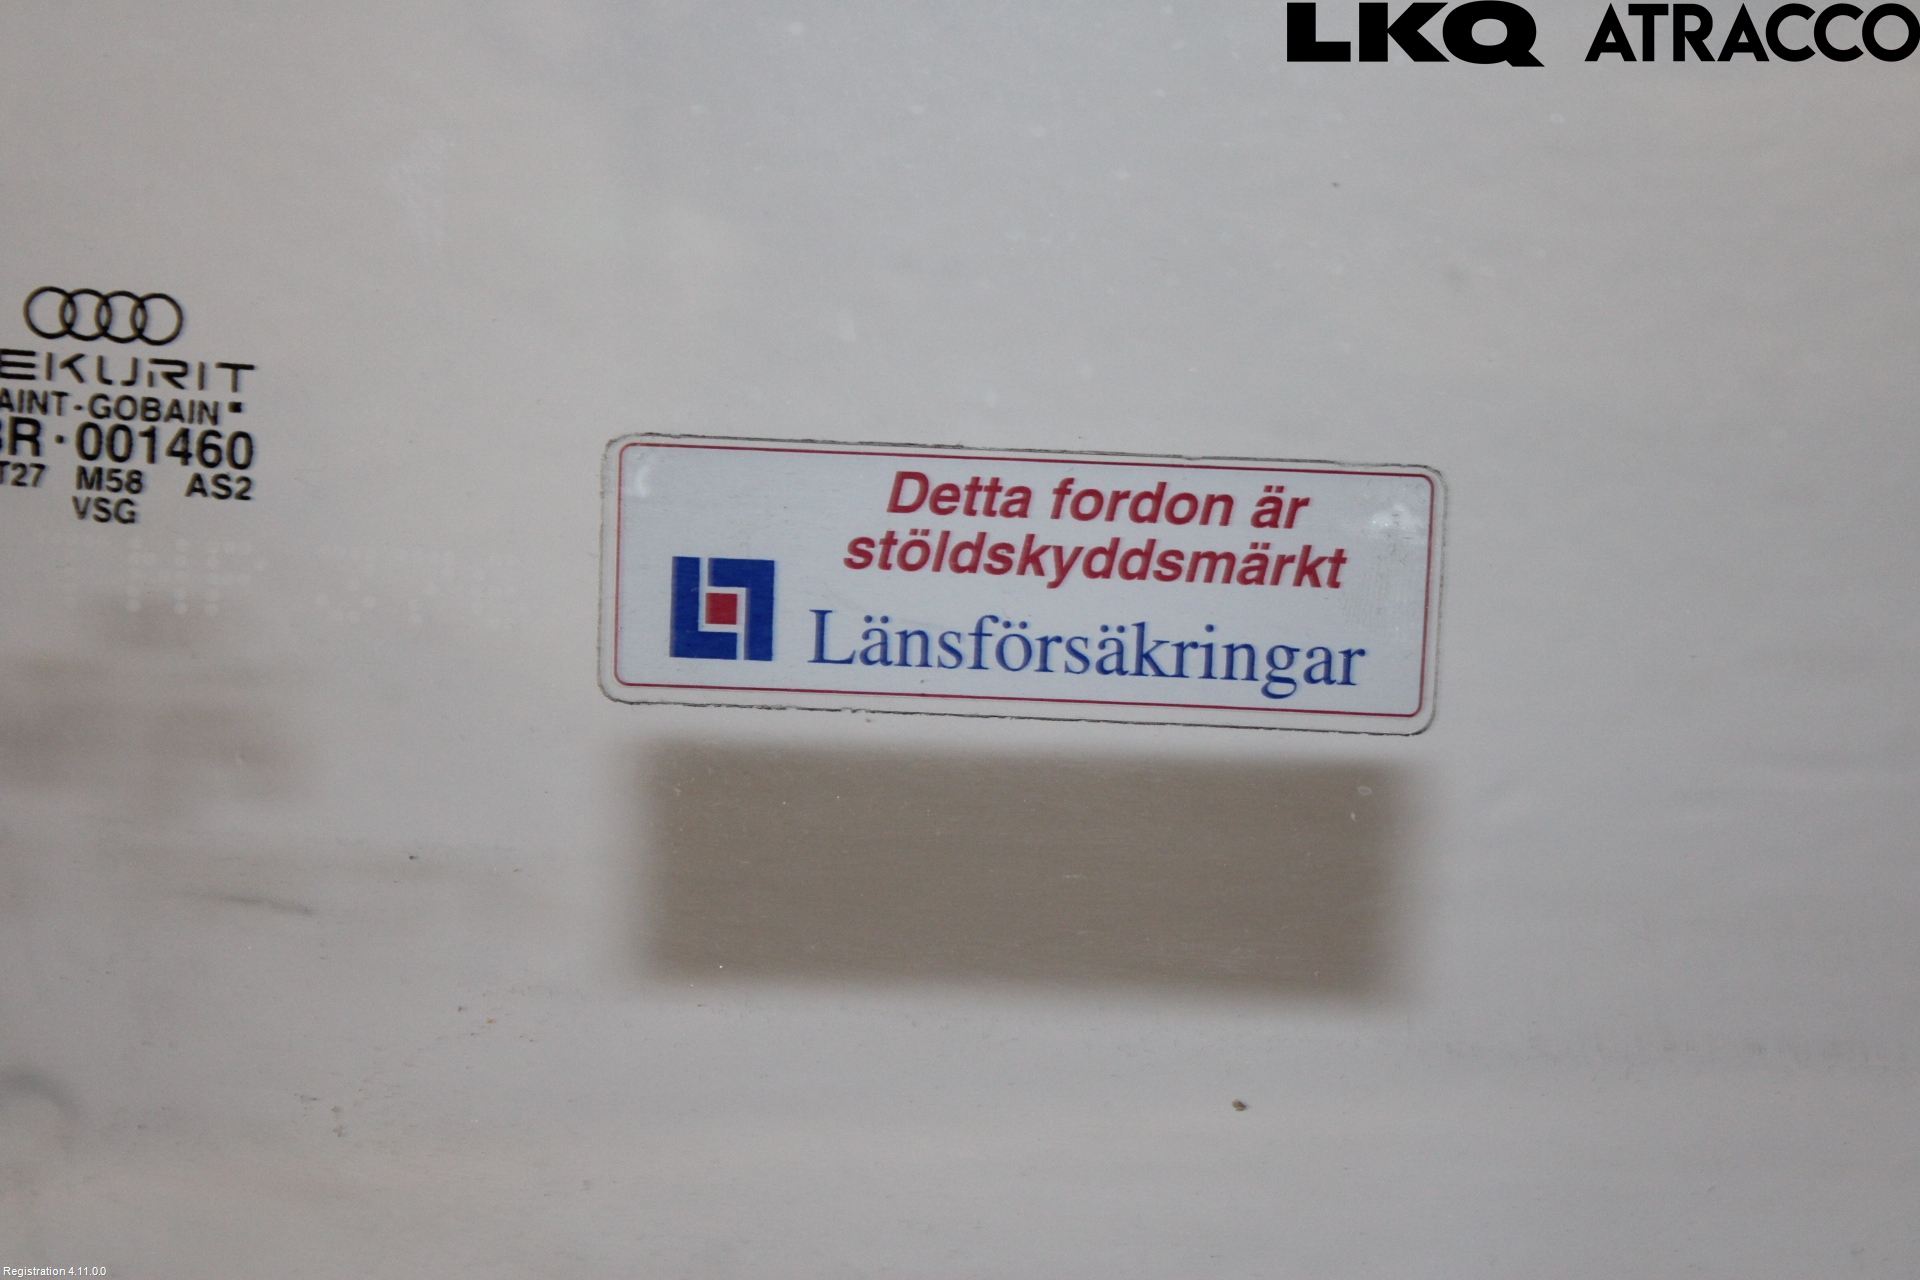 LKQ ATRACCO
EKURIT
AINT-GOBAIN
R·001460
T27 M58 AS2
VSG
Detta fordon är
stöldskyddsmärkt
Länsförsäkringar
Registration 4.11.0.0